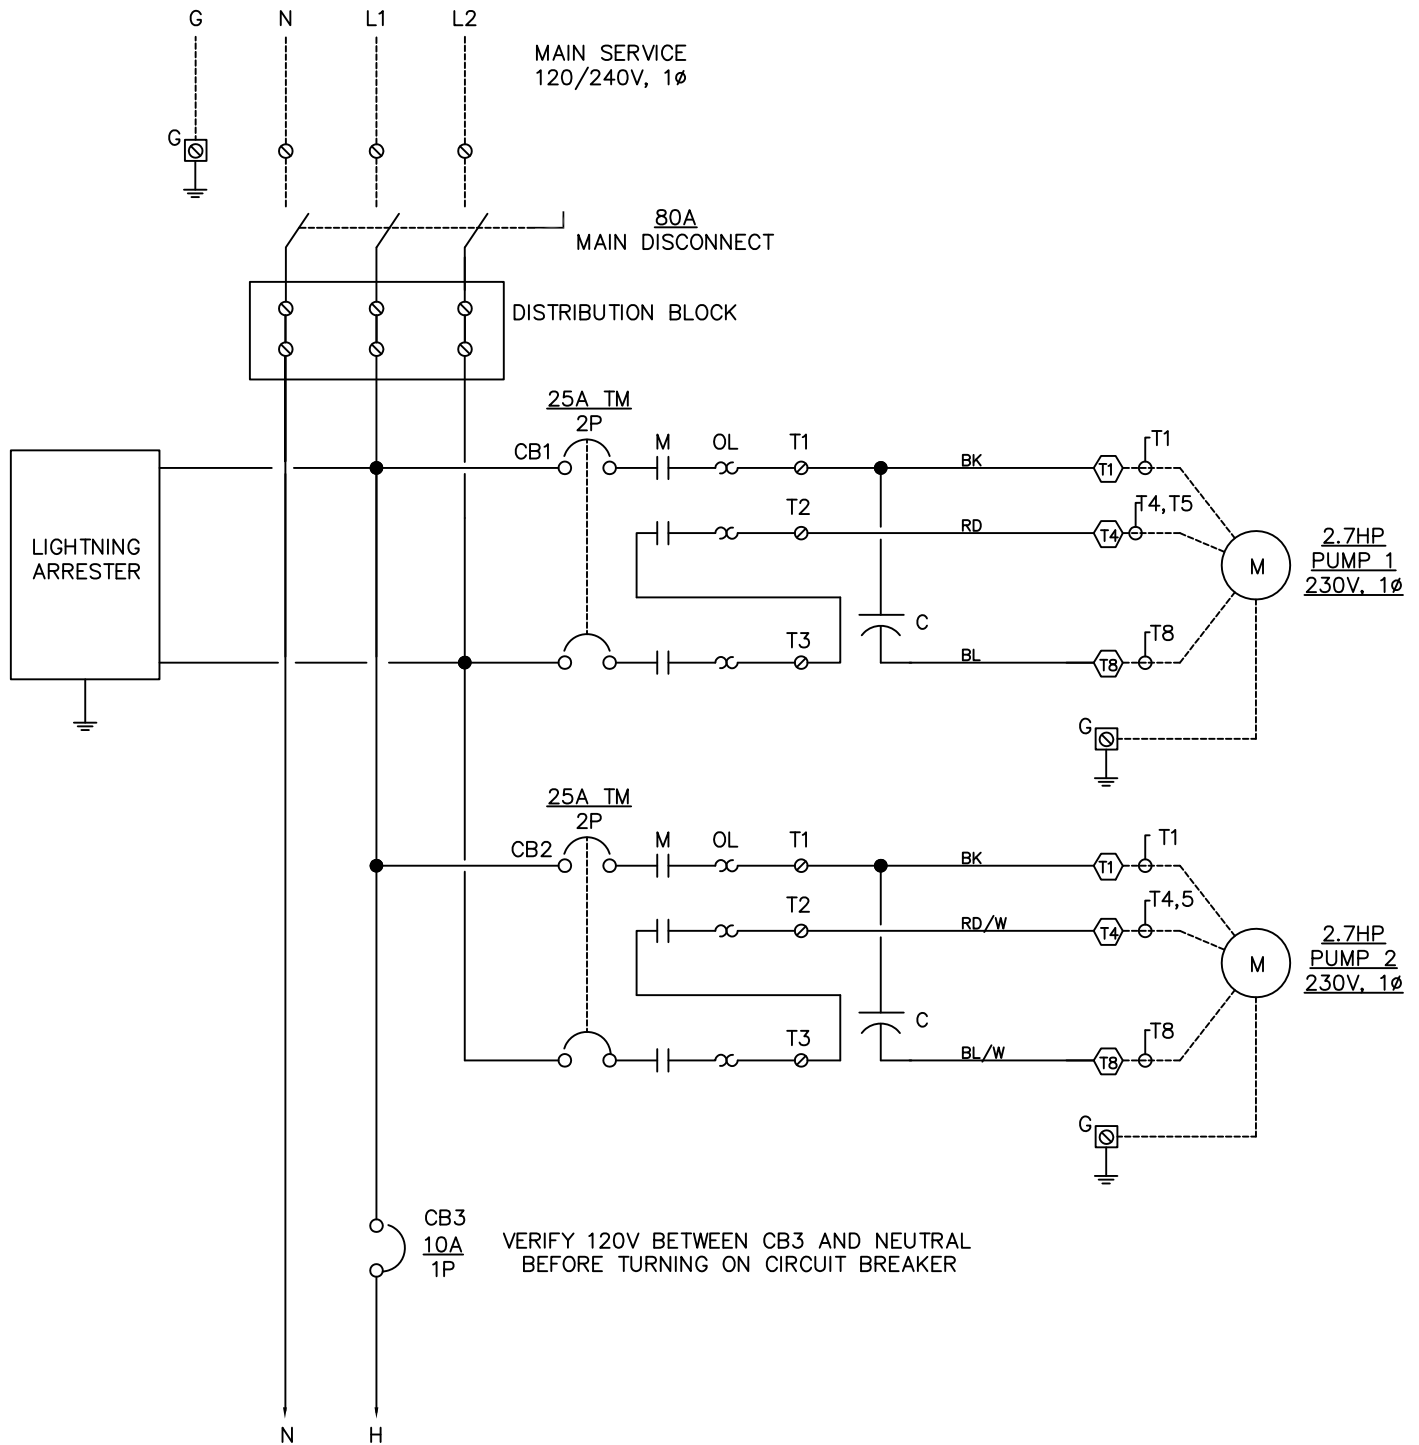 G N L1 L2
MAIN SERVICE
120/240V, 1ø
G
80A
MAIN DISCONNECT
DISTRIBUTION BLOCK
25A TM
2P
CB1 M OL T1
BK
T1
T1
T2
RD
T4
T4,T5
LIGHTNING
ARRESTER
M
2.7HP
PUMP 1
230V, 1ø
C
T3
BL
T8
T8
G
25A TM
2P
CB2 M OL T1
BK
T1
T1
T2
RD/W
T4
T4,5
M
2.7HP
PUMP 2
230V, 1ø
C
T3
BL/W
T8
T8
G
CB3
10A
1P
VERIFY 120V BETWEEN CB3 AND NEUTRAL
BEFORE TURNING ON CIRCUIT BREAKER
N H